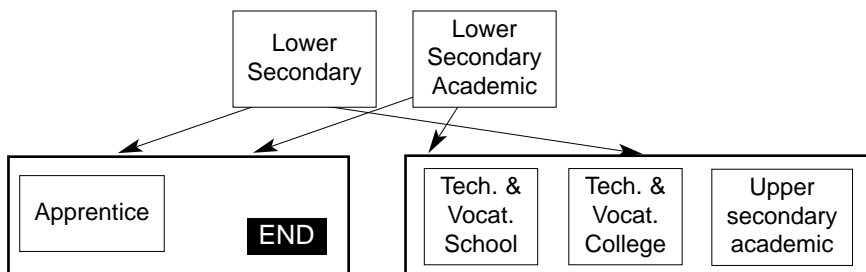 Lower
Secondary
Lower
Secondary
Academic
Apprentice
END
Tech. &
Vocat.
School
Tech. &
Vocat.
College
Upper
secondary
academic